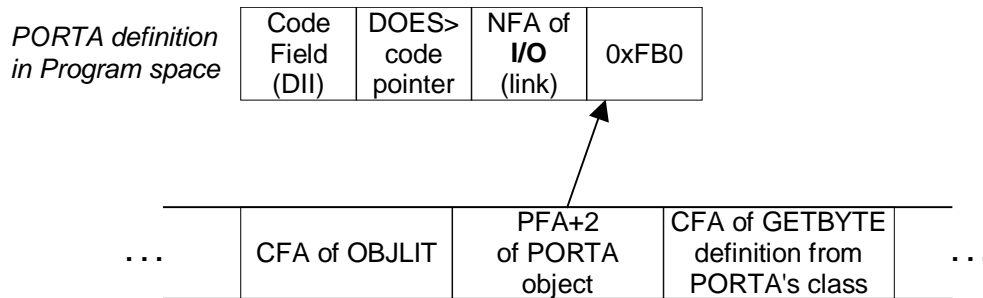 PORTA definition
in Program space
Code
Field
(DII)
DOES>
code
pointer
NFA of
I/O
(link)
0xFB0
. . .
CFA of OBJLIT
PFA+2
of PORTA
object
CFA of GETBYTE
definition from
PORTA's class
. . .